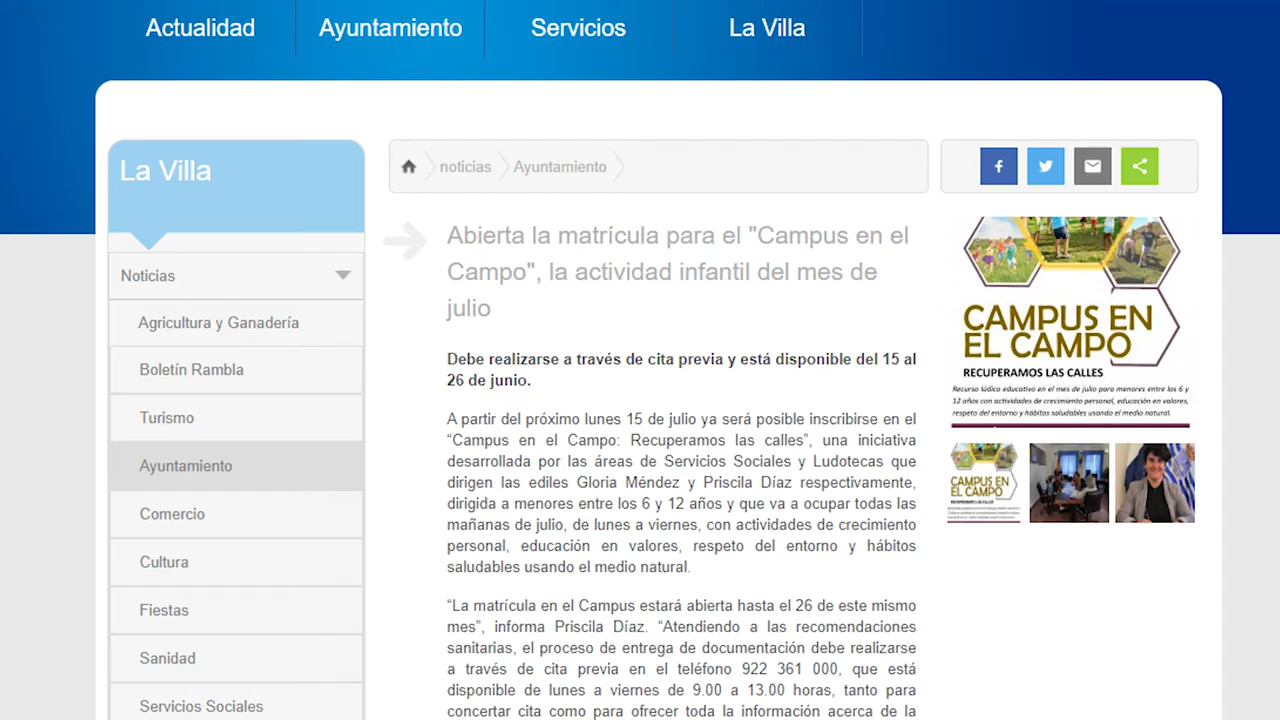 Actualidad
Ayuntamiento
Servicios
La Villa
La Villa
Noticias
Agricultura y Ganadería
Boletín Rambla
Turismo
Ayuntamiento
Comercio
Cultura
Fiestas
Sanidad
Servicios Sociales
noticias
Ayuntamiento
Abierta la matrícula para el "Campus en el
Campo", la actividad infantil del mes de
julio
Debe realizarse a través de cita previa y está disponible del 15 al
26 de junio.
A partir del próximo lunes 15 de julio ya será posible inscribirse en el
“Campus en el Campo: Recuperamos las calles”, una iniciativa
desarrollada por las áreas de Servicios Sociales y Ludotecas que
dirigen las ediles Gloria Méndez y Priscila Díaz respectivamente,
dirigida a menores entre los 6 y 12 años y que va a ocupar todas las
mañanas de julio, de lunes a viernes, con actividades de crecimiento
personal, educación en valores, respeto del entorno y hábitos
saludables usando el medio natural.
“La matrícula en el Campus estará abierta hasta el 26 de este mismo
mes”, informa Priscila Díaz. “Atendiendo a las recomendaciones
sanitarias, el proceso de entrega de documentación debe realizarse
a través de cita previa en el teléfono 922 361 000, que está
disponible de lunes a viernes de 9.00 a 13.00 horas, tanto para
concertar cita como para ofrecer toda la información acerca de la
CAMPUS EN
EL CAMPO
RECUPERAMOS LAS CALLES
Recurso lúdico educativo en el mes de julio para menores entre los 6 y
12 años con actividades de crecimiento personal, educación en valores,
respeto del entorno y hábitos saludables usando el medio natural.
CAMPUS EN
EL CAMPO